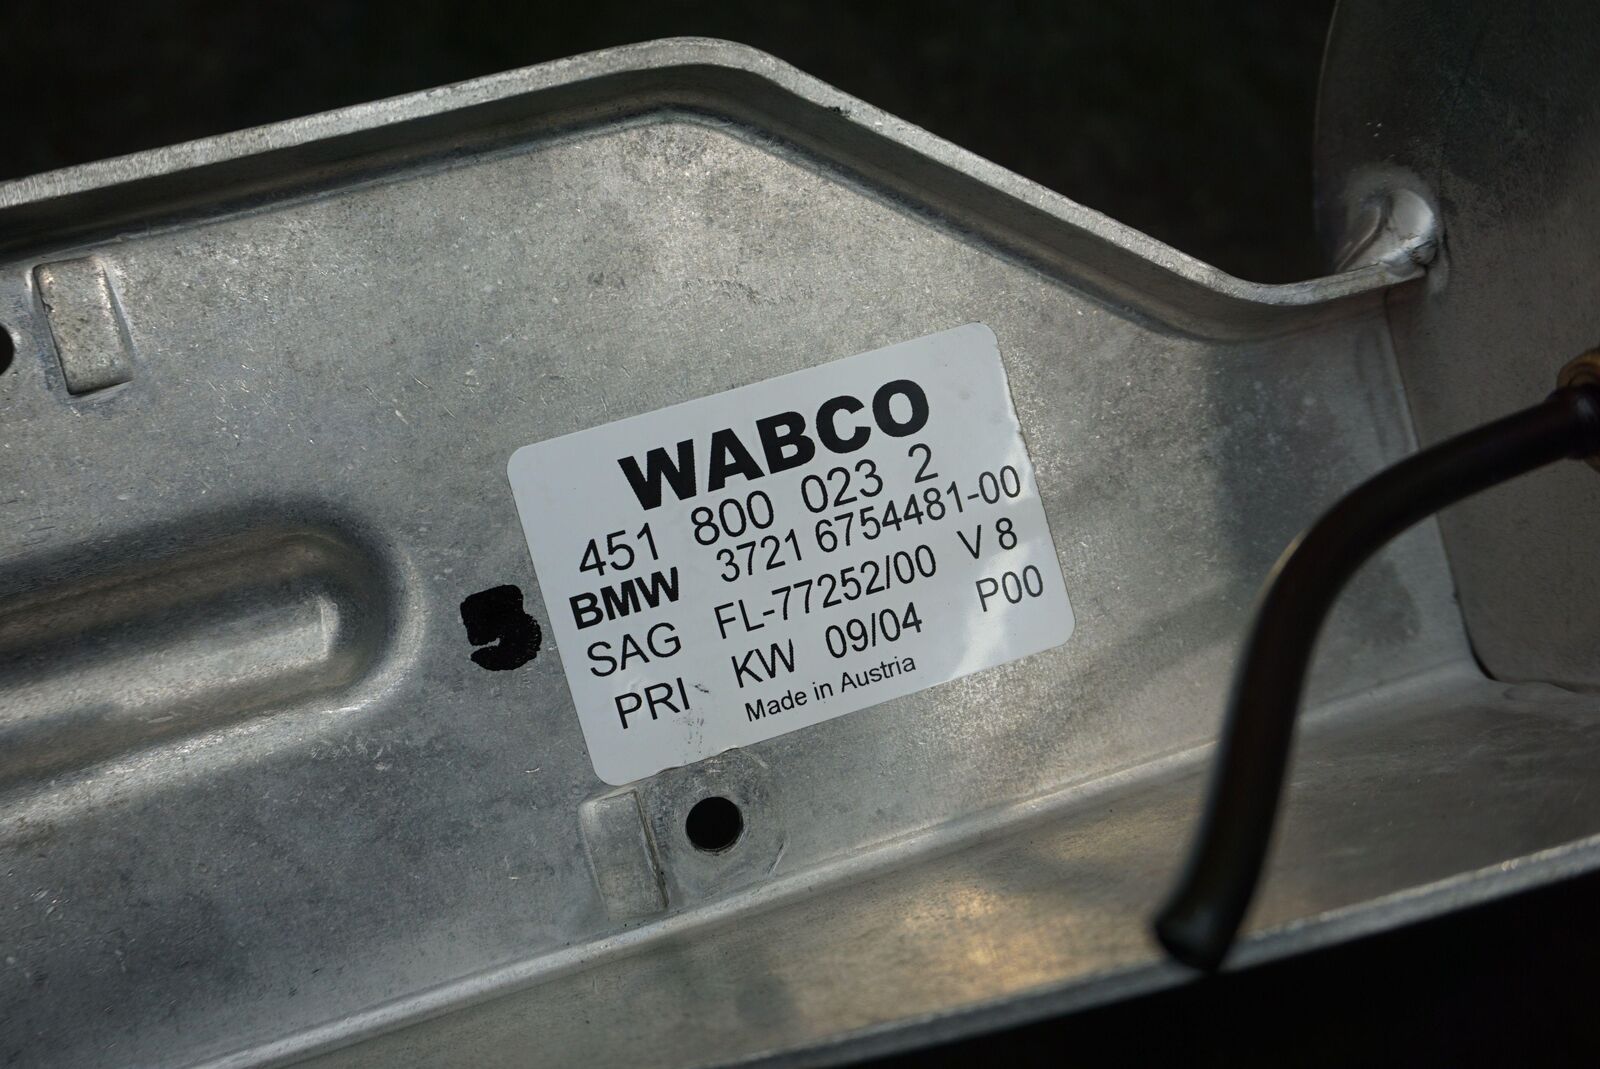 WABCO
451 800 023 2
BMW 3721 6754481-00
SAG FL-77252/00 V 8
PRI KW 09/04 P00
Made in Austria
5